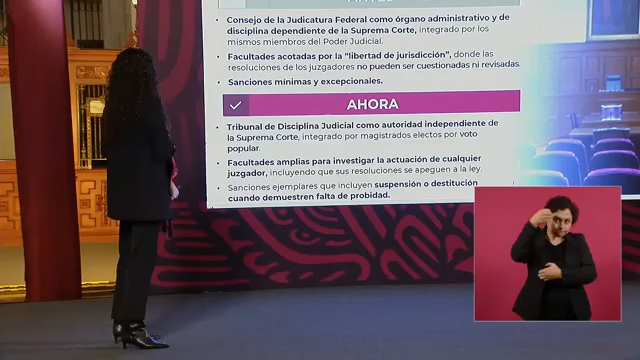 • Consejo de la Judicatura Federal como órgano administrativo y de
disciplina dependiente de la Suprema Corte, integrado por los
mismos miembros del Poder Judicial.
• Facultades acotadas por la "libertad de jurisdicción", donde las
resoluciones de los juzgadores no pueden ser cuestionadas ni revisadas.
• Sanciones mínimas y excepcionales.
AHORA
• Tribunal de Disciplina Judicial como autoridad independiente de
la Suprema Corte, integrado por magistrados electos por voto
popular.
• Facultades amplias para investigar la actuación de cualquier
juzgador, incluyendo que sus resoluciones se apeguen a la ley.
• Sanciones ejemplares que incluyen suspensión o destitución
cuando demuestren falta de probidad.